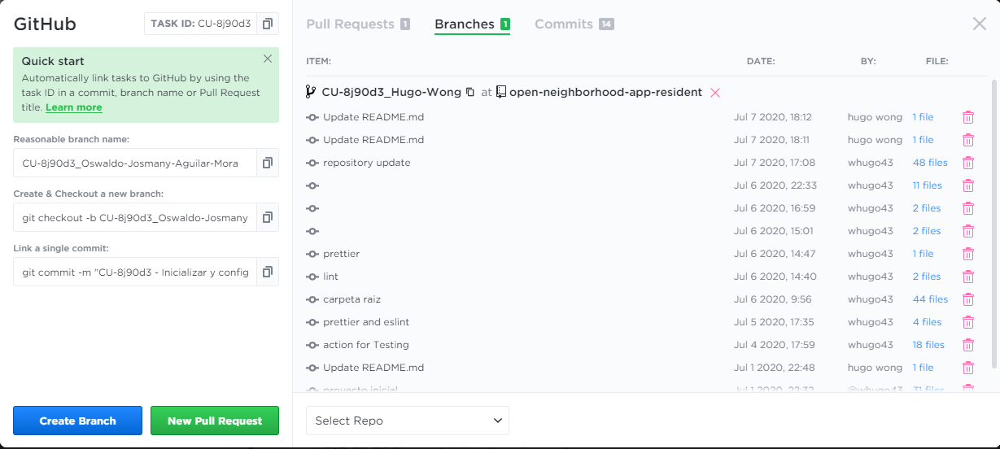 GitHub
TASK ID: CU-8j90d3
Quick start
Automatically link tasks to GitHub by using the
task ID in a commit, branch name or Pull Request
title. Learn more
Reasonable branch name:
CU-8j90d3_Oswaldo-Josmany-Aguilar-Mora
Create & Checkout a new branch:
git checkout -b CU-8j90d3_Oswaldo-Josmany
Link a single commit:
git commit -m "CU-8j90d3 - Inicializar y config
Create Branch
New Pull Request
Pull Requests 1
Branches 1
Commits 14
ITEM: DATE: BY: FILE:
CU-8j90d3_Hugo-Wong at open-neighborhood-app-resident
Update README.md Jul 7 2020, 18:12 hugo wong 1 file
Update README.md Jul 7 2020, 18:11 hugo wong 1 file
repository update Jul 7 2020, 17:08 whugo43 48 files
Jul 6 2020, 22:33 whugo43 11 files
Jul 6 2020, 16:59 whugo43 2 files
Jul 6 2020, 15:01 whugo43 2 files
prettier Jul 6 2020, 14:47 whugo43 1 file
lint Jul 6 2020, 14:40 whugo43 2 files
carpeta raiz Jul 6 2020, 9:56 whugo43 44 files
prettier and eslint Jul 5 2020, 17:35 whugo43 4 files
action for Testing Jul 4 2020, 17:59 whugo43 18 files
Update README.md Jul 1 2020, 22:48 hugo wong 1 file
proyecto inicial Jul 1 2020, 22:32 @whugo43 31 files
Select Repo